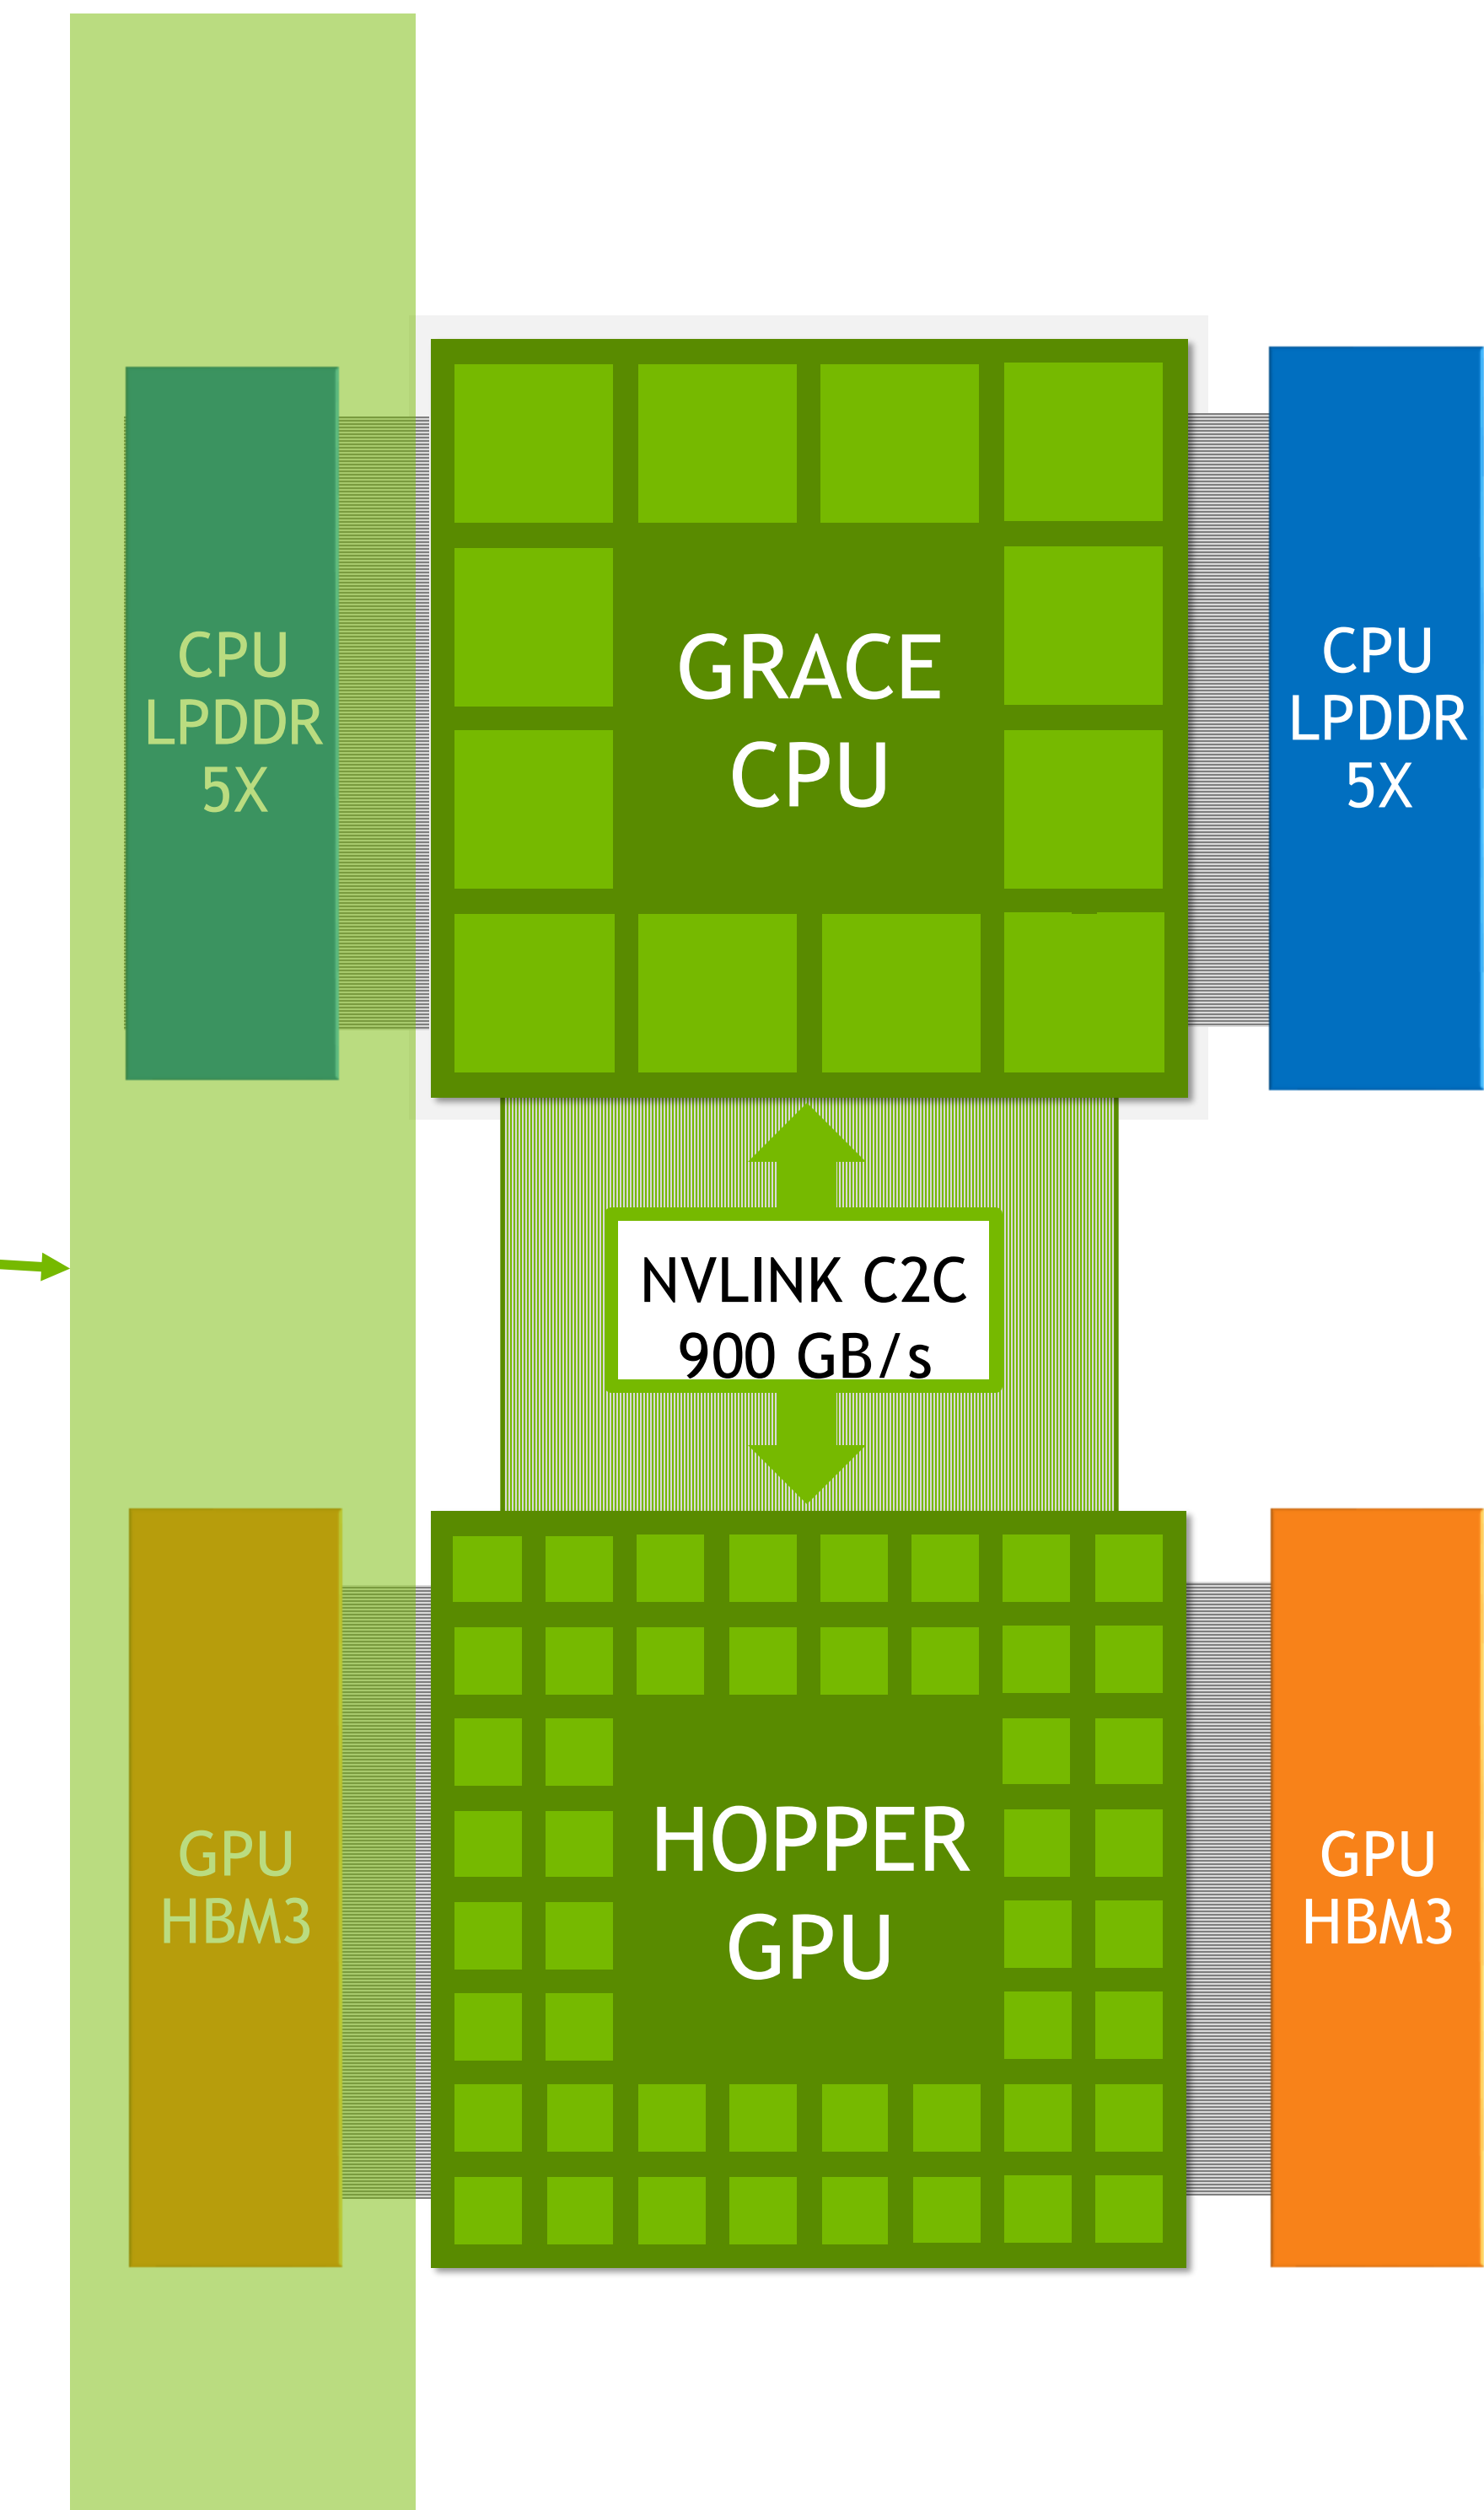 CPU
LPDDR
5X
GRACE
CPU
CPU
LPDDR
5X
NVLINK C2C
900 GB/s
GPU
HBM3
HOPPER
GPU
GPU
HBM3